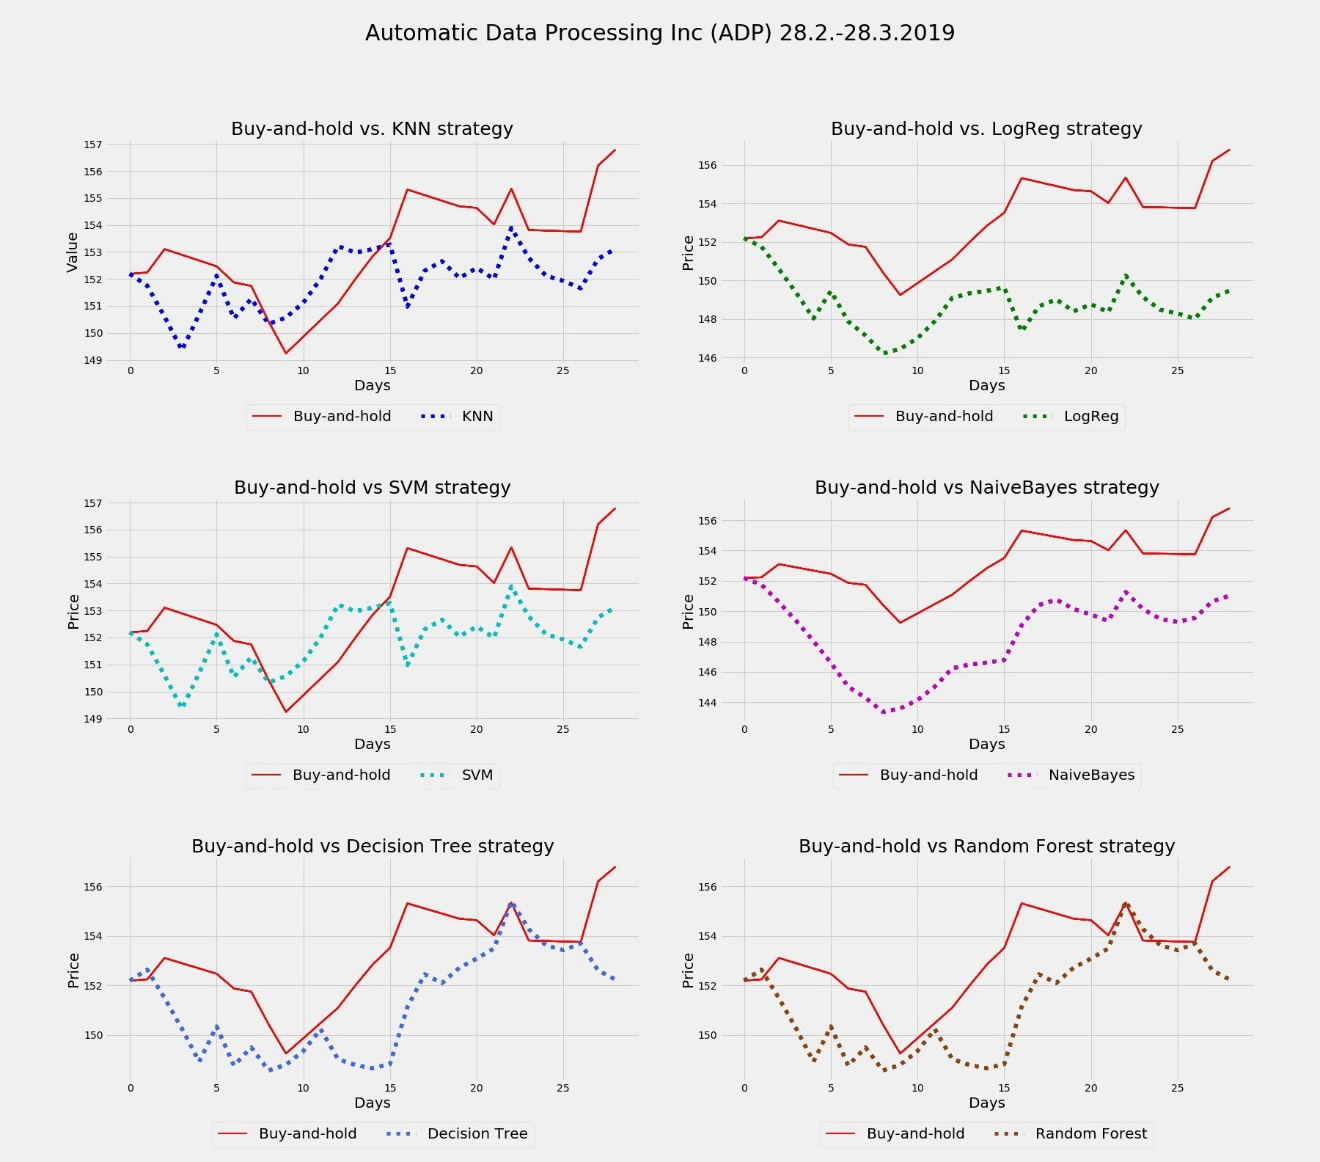 Automatic Data Processing Inc (ADP) 28.2.-28.3.2019
Buy-and-hold vs. KNN strategy
157
156
155
154
153
152
151
150
149
Value
0 5 10 15 20 25
Days
Buy-and-hold KNN
Buy-and-hold vs. LogReg strategy
156
154
152
150
148
146
Price
0 5 10 15 20 25
Days
Buy-and-hold LogReg
Buy-and-hold vs SVM strategy
157
156
155
154
153
152
151
150
149
Price
0 5 10 15 20 25
Days
Buy-and-hold SVM
Buy-and-hold vs NaiveBayes strategy
156
154
152
150
148
146
144
Price
0 5 10 15 20 25
Days
Buy-and-hold NaiveBayes
Buy-and-hold vs Decision Tree strategy
156
154
152
150
Price
0 5 10 15 20 25
Days
Buy-and-hold Decision Tree
Buy-and-hold vs Random Forest strategy
156
154
152
150
Price
0 5 10 15 20 25
Days
Buy-and-hold Random Forest